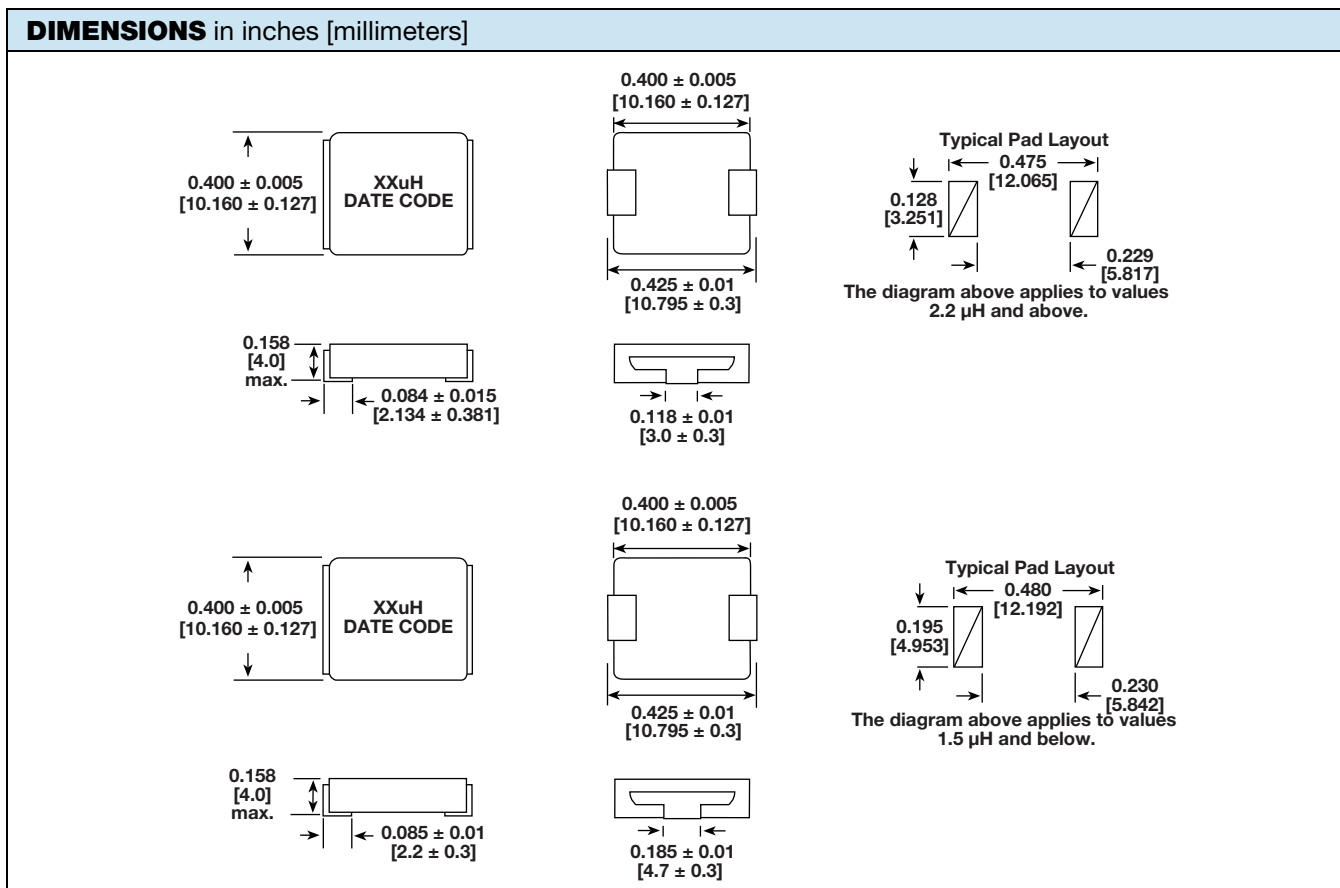 DIMENSIONS in inches [millimeters]
0.400 ± 0.005
[10.160 ± 0.127]
XXuH
DATE CODE
0.400 ± 0.005
[10.160 ± 0.127]
0.425 ± 0.01
[10.795 ± 0.3]
Typical Pad Layout
0.475
[12.065]
0.128
[3.251]
0.229
[5.817]
The diagram above applies to values
2.2 µH and above.
0.158
[4.0]
max.
0.084 ± 0.015
[2.134 ± 0.381]
0.118 ± 0.01
[3.0 ± 0.3]
0.400 ± 0.005
[10.160 ± 0.127]
XXuH
DATE CODE
0.400 ± 0.005
[10.160 ± 0.127]
0.425 ± 0.01
[10.795 ± 0.3]
Typical Pad Layout
0.480
[12.192]
0.195
[4.953]
0.230
[5.842]
The diagram above applies to values
1.5 µH and below.
0.158
[4.0]
max.
0.085 ± 0.01
[2.2 ± 0.3]
0.185 ± 0.01
[4.7 ± 0.3]